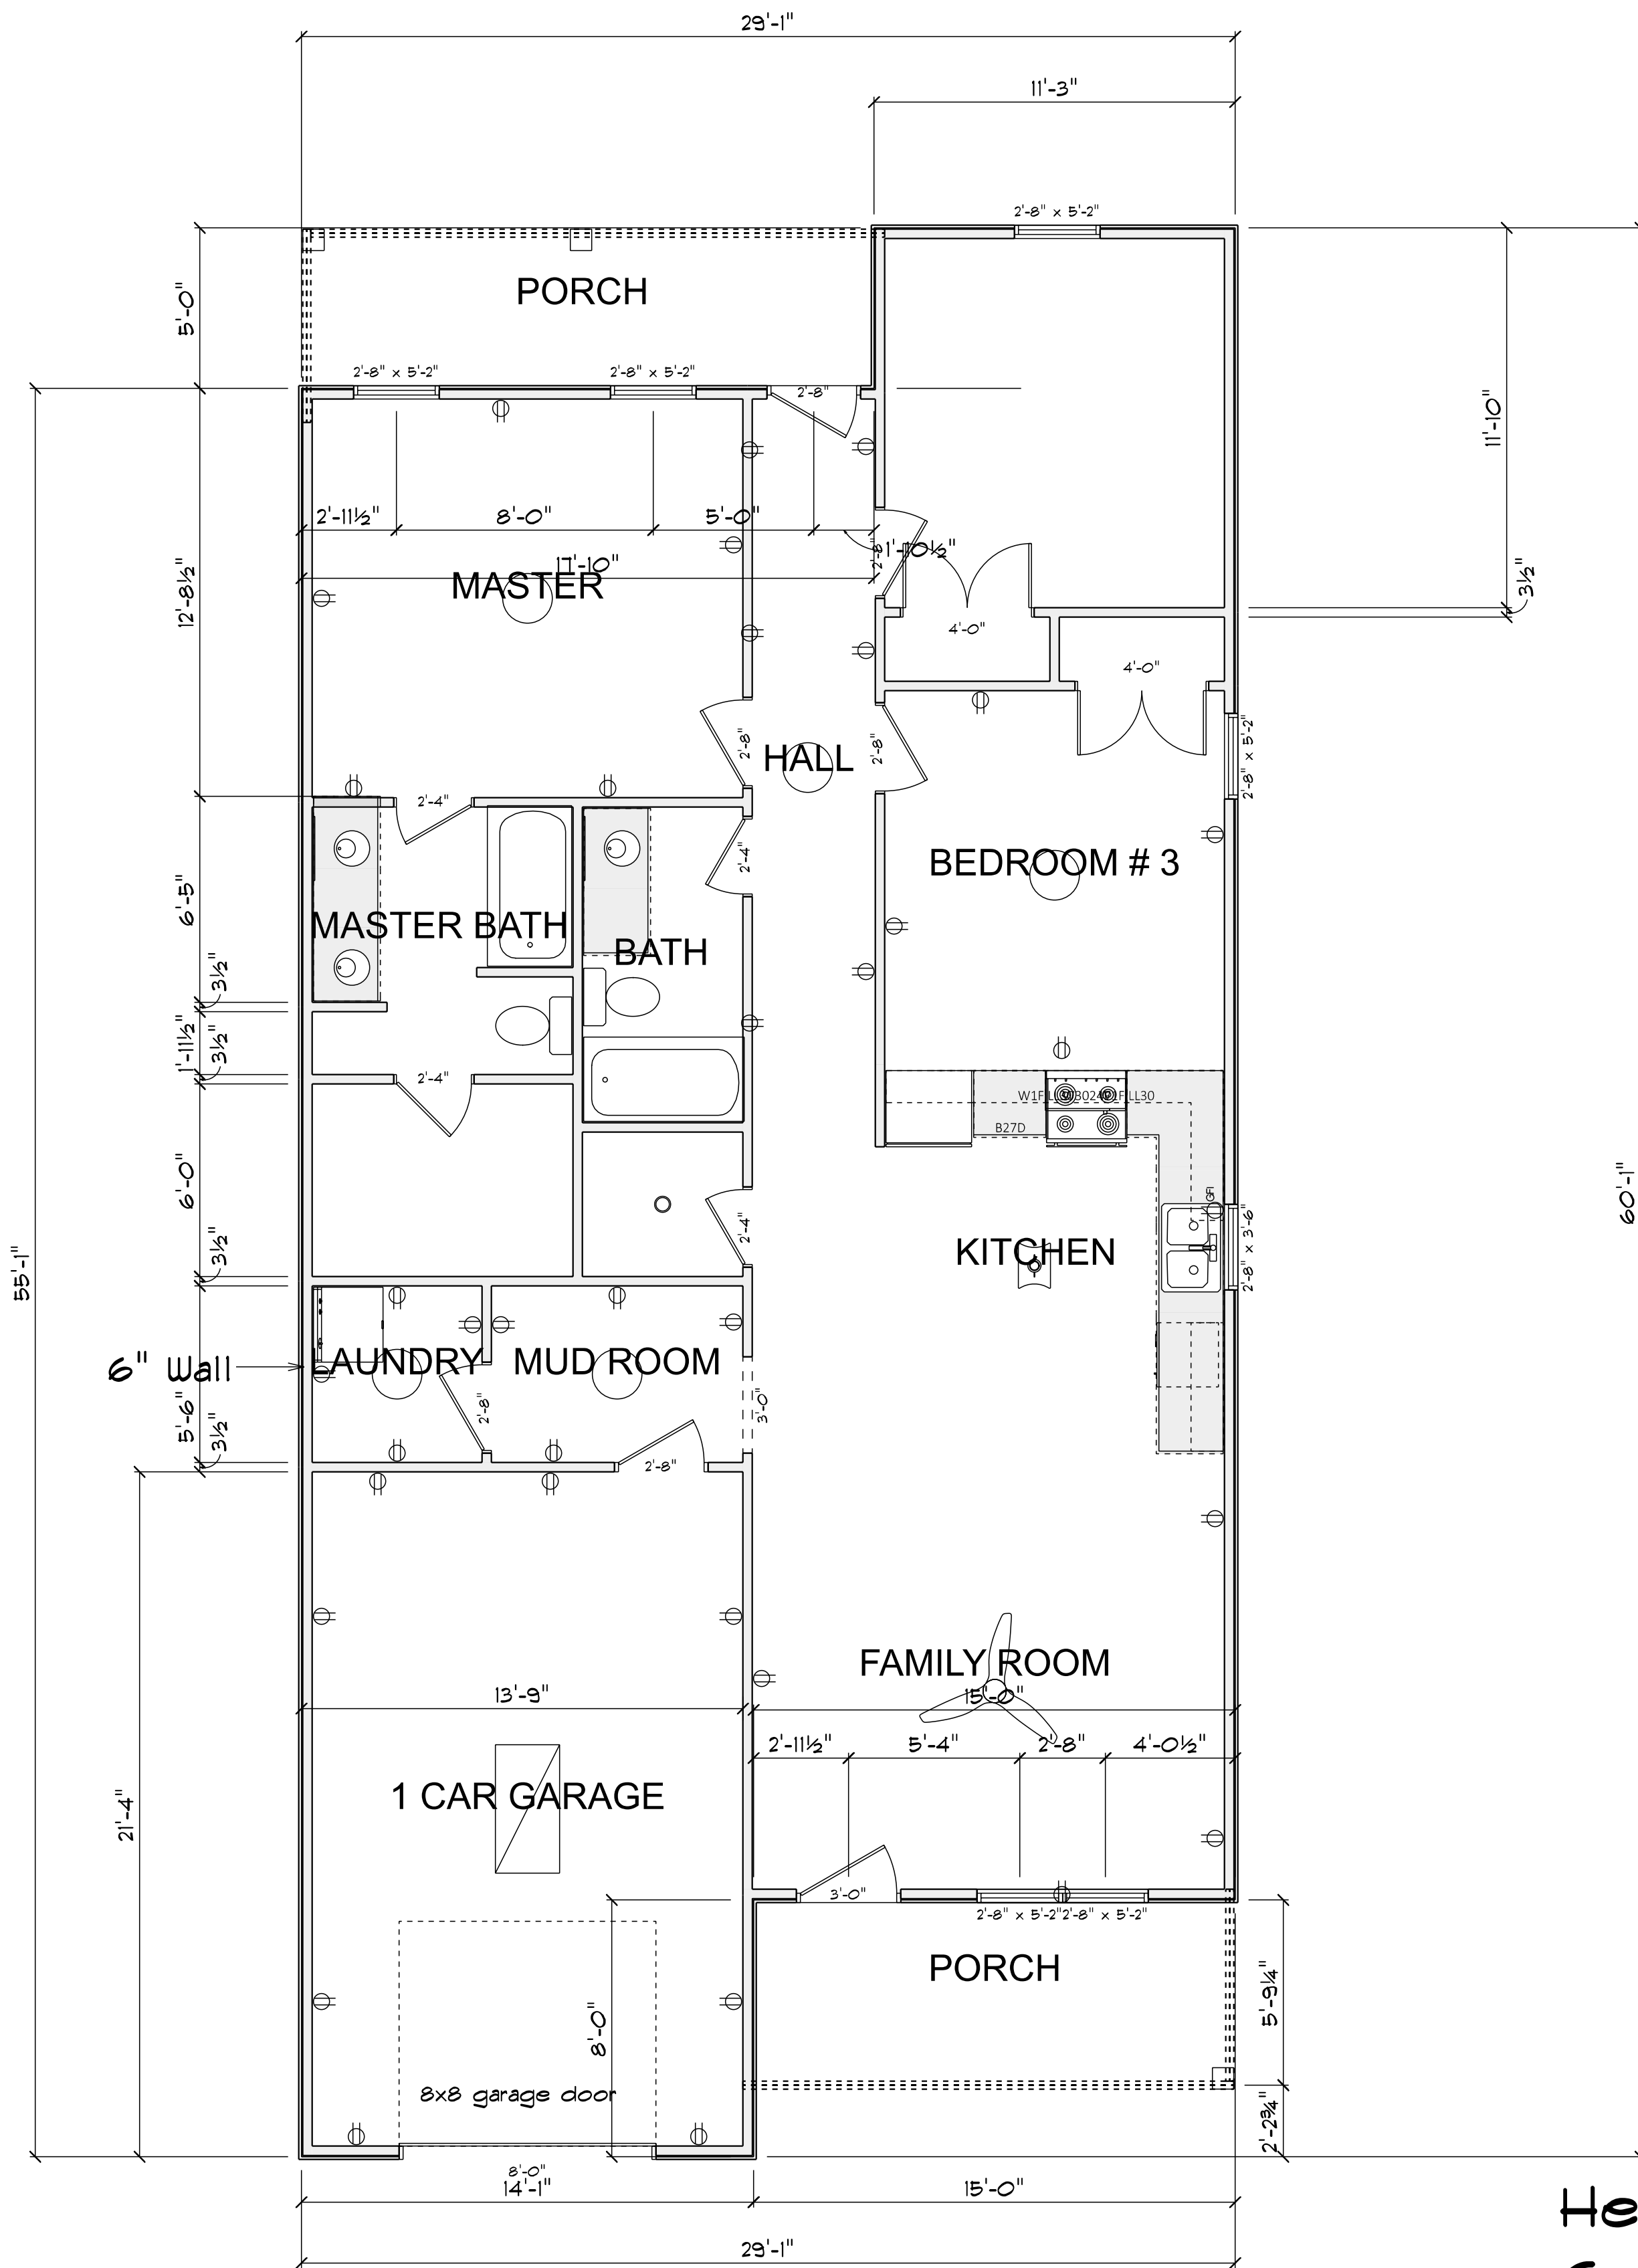 29'-1"
11'-3"
2'-8" x 5'-2"
PORCH
5'-0"
2'-8" x 5'-2"
2'-8" x 5'-2"
2'-8"
11'-10"
2'-11½"
8'-0"
5'-0"
1'-10½"
2'-8"
17'-10"
MASTER
3½"
12'-8½"
4'-0"
4'-0"
2'-8"
HALL
2'-8"
2'-8" x 5'-2"
2'-4"
2'-4"
BEDROOM # 3
6'-5"
MASTER BATH
BATH
3½"
1'-11½"
3½"
2'-4"
B27D
6'-0"
60'-1"
2'-4"
GFI
KITCHEN
2'-8" x 3'-6"
3½"
55'-1"
6" Wall
LAUNDRY
MUD ROOM
2'-8"
3'-0"
5'-6"
3½"
2'-8"
FAMILY ROOM
13'-9"
15'-0"
2'-11½"
5'-4"
2'-8"
4'-0½"
1 CAR GARAGE
21'-4"
3'-0"
2'-8" x 5'-2"2'-8" x 5'-2"
PORCH
5'-9¼"
8'-0"
8x8 garage door
2'-2¾"
8'-0"
14'-1"
15'-0"
He
29'-1"